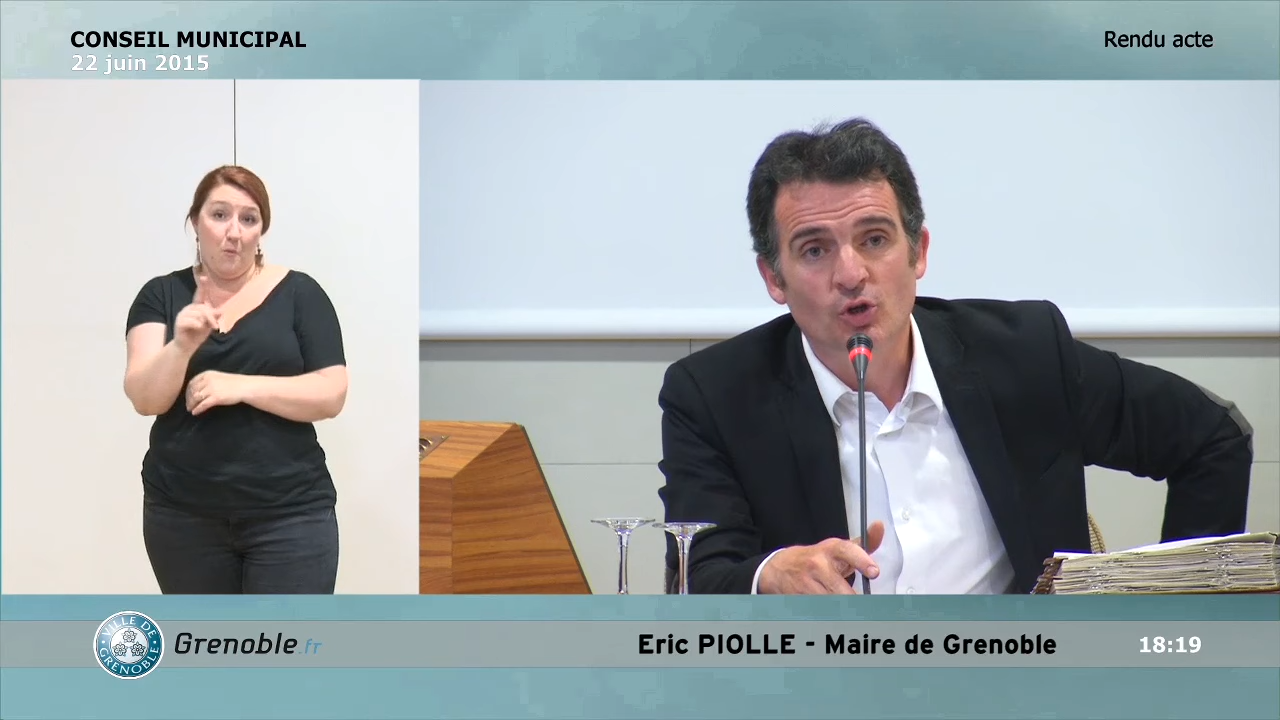 CONSEIL MUNICIPAL
22 juin 2015
Rendu acte
VILLE DE
GRENOBLE
Grenoble.fr
Eric PIOLLE - Maire de Grenoble
18:19